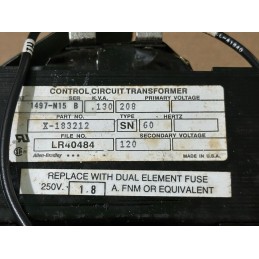 CONTROL CIRCUIT TRANSFORMER
SER. K.V.A. PRIMARY VOLTAGE
1497-N15 B .130 208
PART NO. TYPE HERTZ
X-183212 SN 60
FILE NO. SECONDARY VOLTAGE
LR40484 120
Allen-Bradley MADE IN U.S.A.
REPLACE WITH DUAL ELEMENT FUSE
250V. - 1.8 A. FNM OR EQUIVALENT